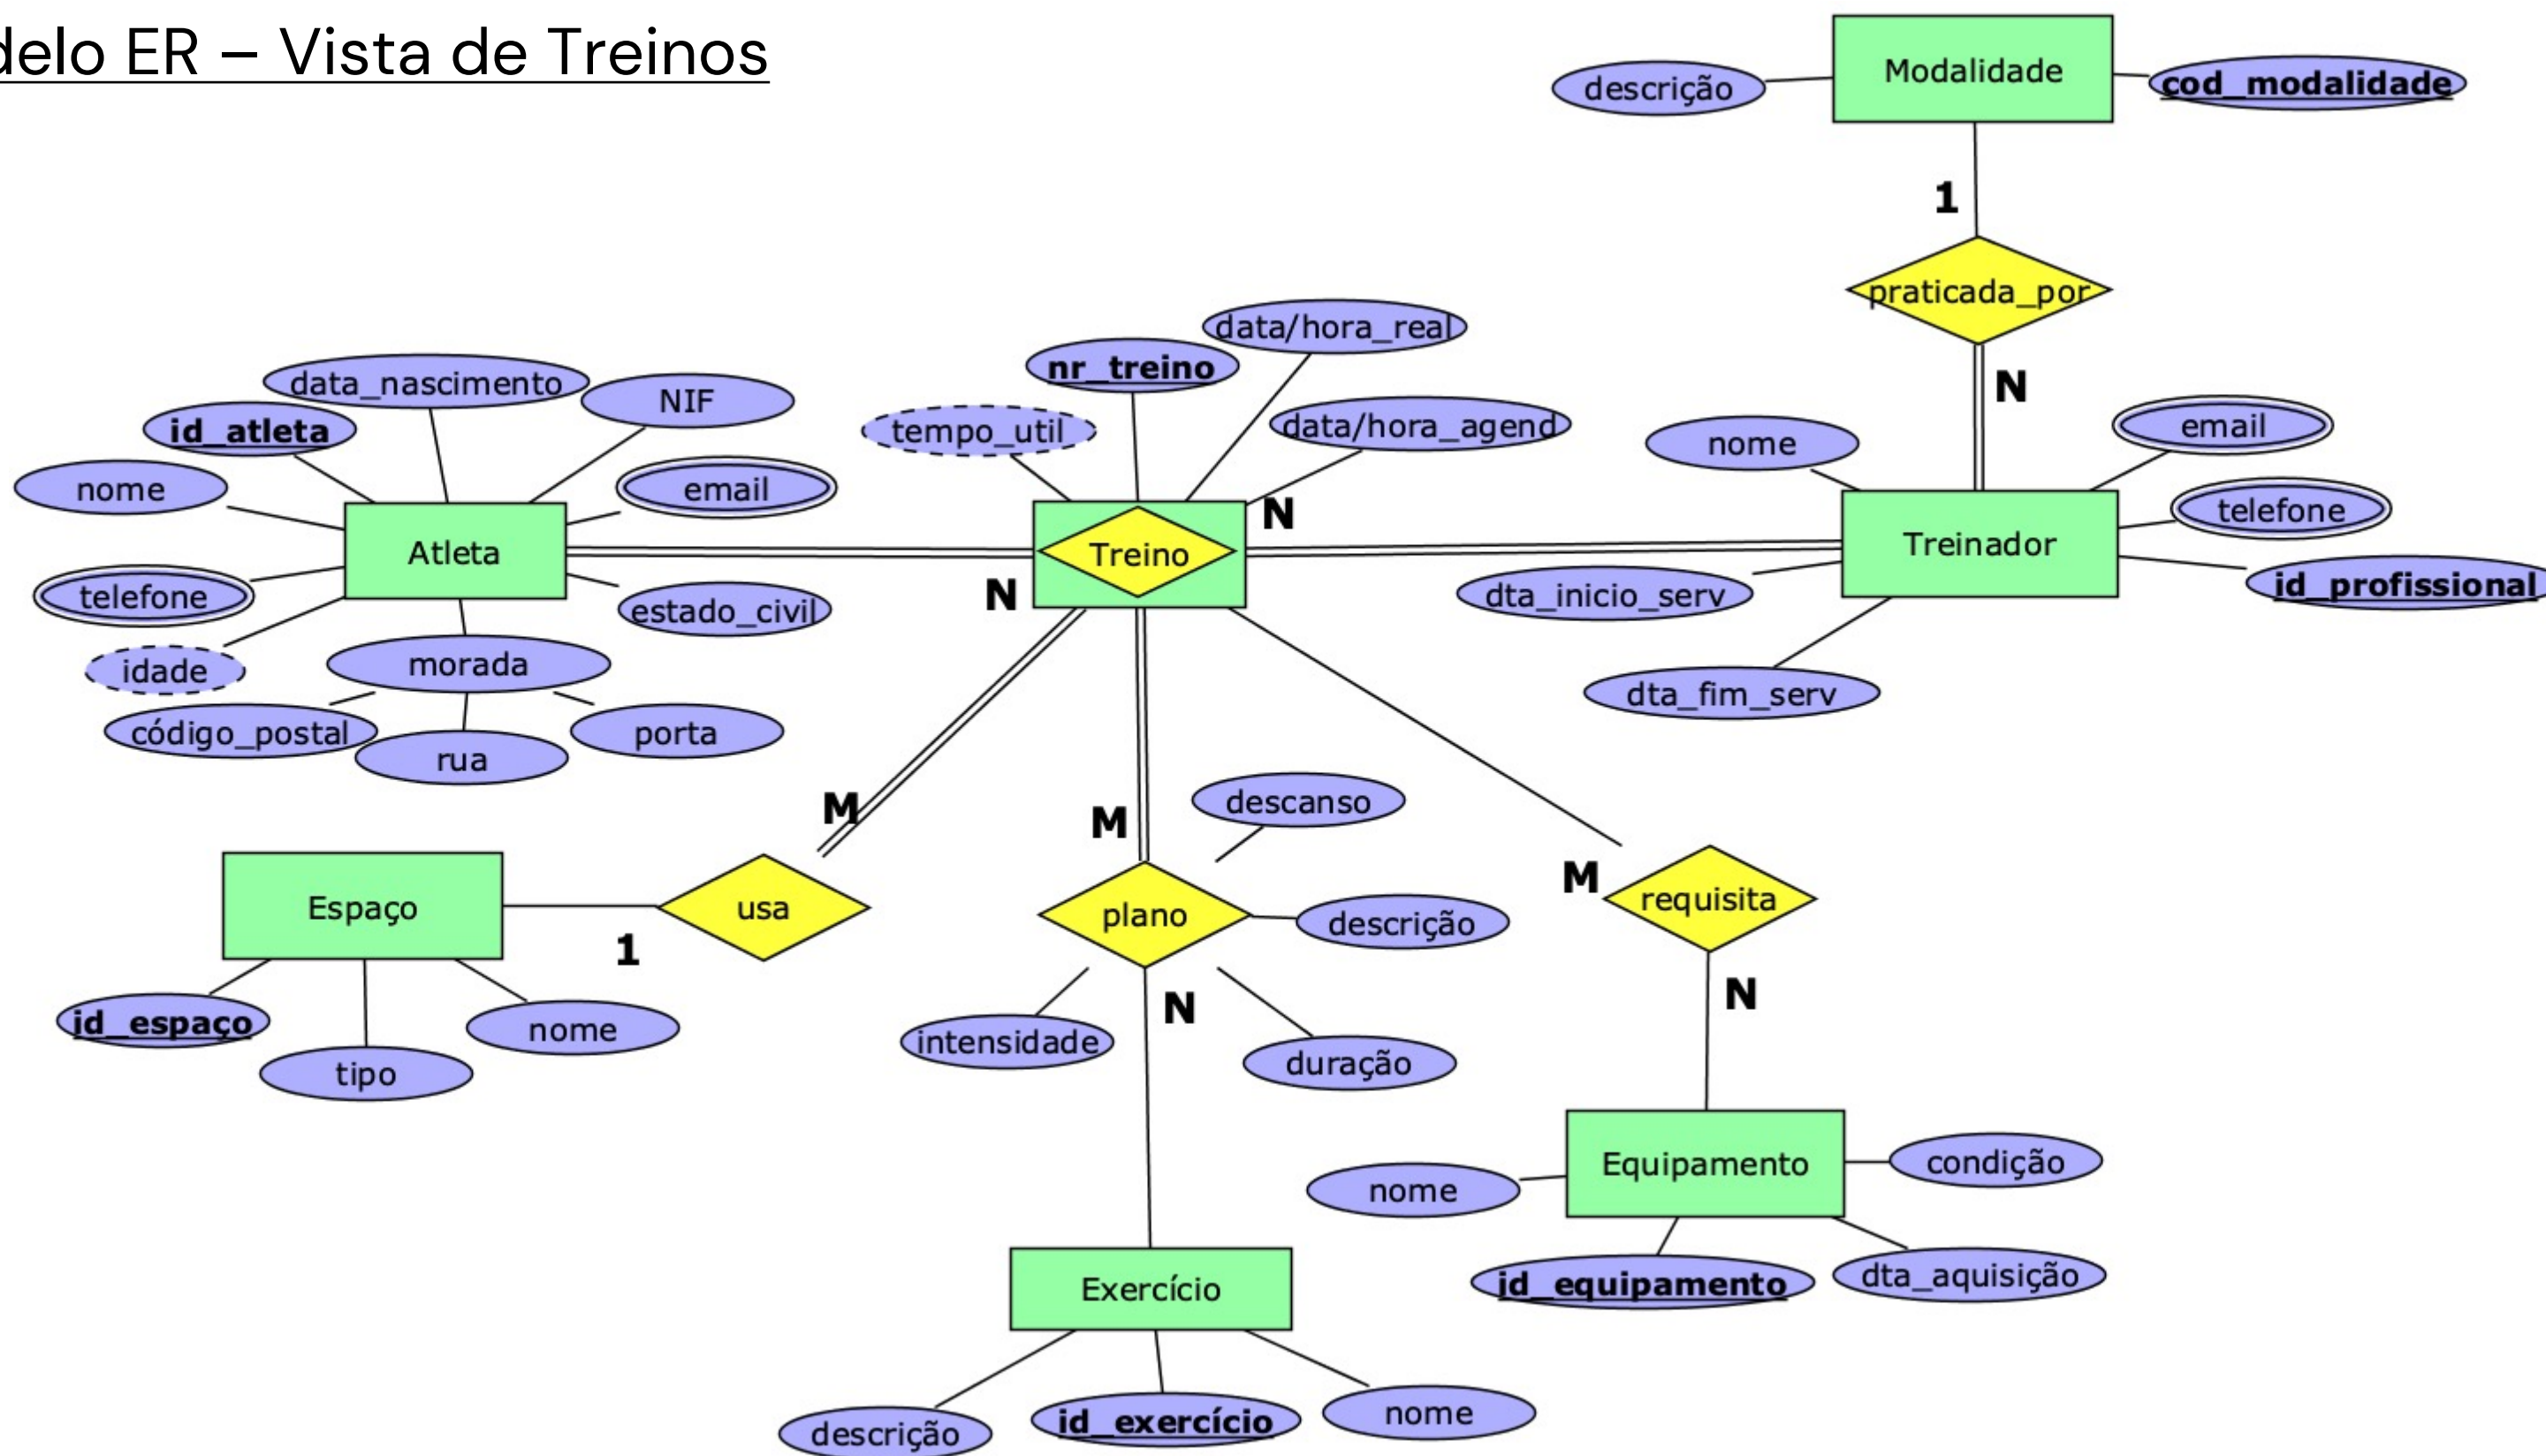 delo ER – Vista de Treinos
Modalidade
descrição
cod_modalidade
1
praticada_por
N
data/hora_real
nr_treino
data/hora_agend
tempo_util
data_nascimento
NIF
id_atleta
nome
email
Atleta
telefone
estado_civil
idade
morada
código_postal
rua
porta
Treino
N
N
nome
email
telefone
Treinador
id_profissional
dta_inicio_serv
dta_fim_serv
M
M
M
Espaço
1
usa
id_espaço
tipo
nome
descanso
plano
descrição
intensidade
N
duração
requisita
N
Equipamento
condição
nome
id_equipamento
dta_aquisição
Exercício
descrição
id_exercício
nome